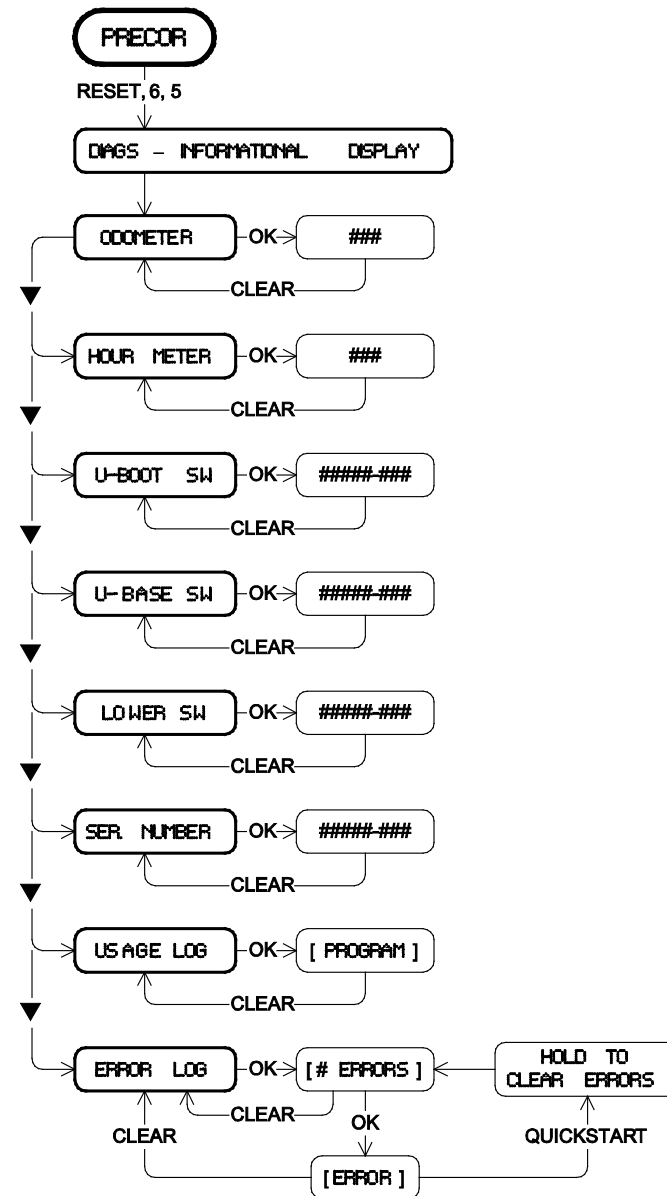 PRECOR
RESET, 6, 5
DIAGS - INFORMATIONAL DISPLAY
ODOMETER OK ###
CLEAR
HOUR METER OK ###
CLEAR
U-BOOT SW OK #####-###
CLEAR
U-BASE SW OK #####-###
CLEAR
LOWER SW OK #####-###
CLEAR
SER. NUMBER OK #####-###
CLEAR
USAGE LOG OK [ PROGRAM ]
CLEAR
ERROR LOG OK [ # ERRORS ]
HOLD TO
CLEAR ERRORS
CLEAR
OK
CLEAR
QUICKSTART
[ ERROR ]